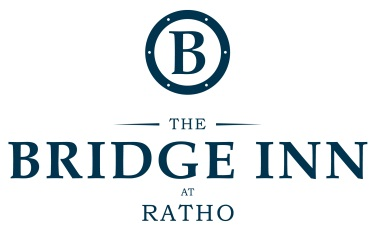 B
THE
BRIDGE INN
AT
RATHO